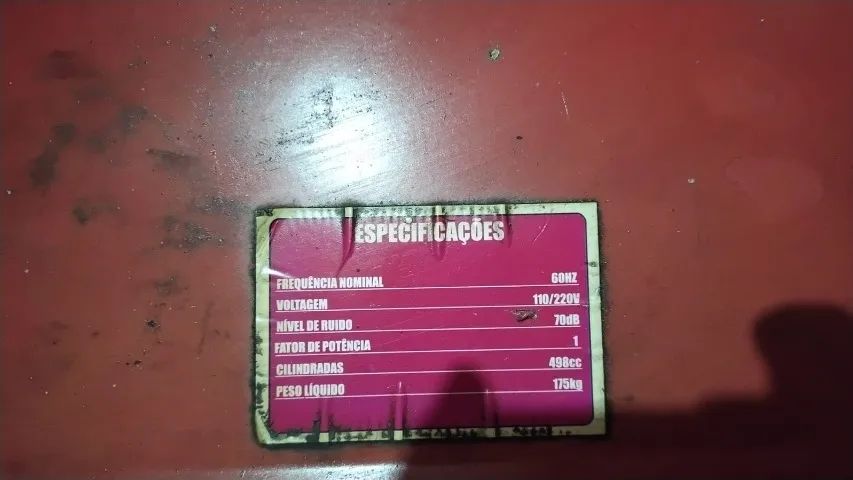 ESPECIFICAÇÕES
FREQUÊNCIA NOMINAL 60HZ
VOLTAGEM 110/220V
NÍVEL DE RUIDO 70dB
FATOR DE POTÊNCIA 1
CILINDRADAS 498cc
PESO LÍQUIDO 175kg